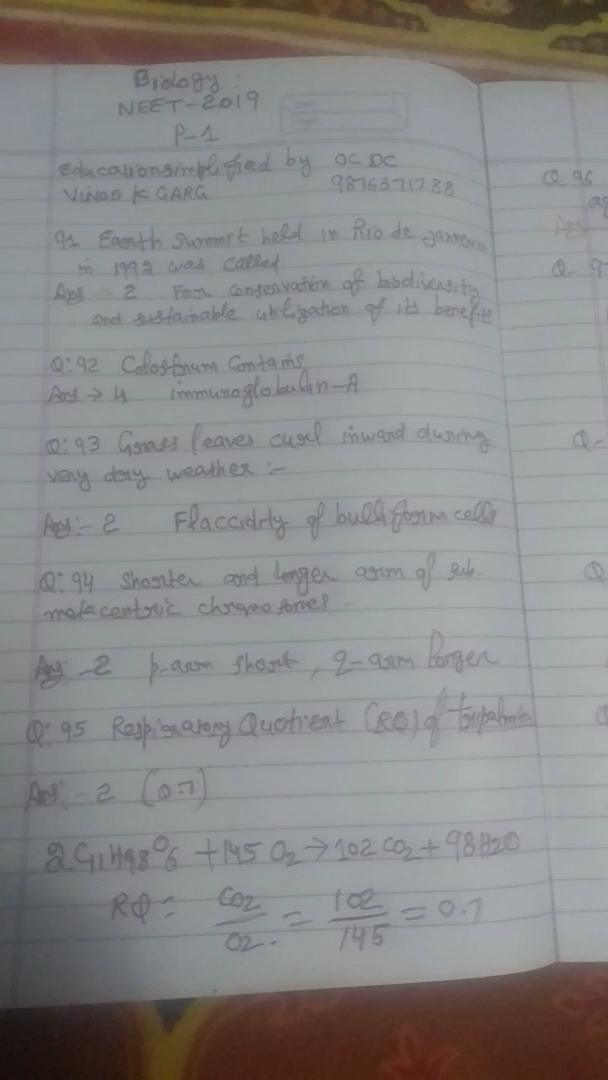 Biology :
NEET-2019
P-1
Educationsimplified by OCDC
VINOD K GARG 9876371788
91 Earth Summit held in Rio de Janneiro
in 1992 was called
Ans - 2 For conservation of biodiversity
and sustainable utilization of its benefits
Q:92 Colostrum Contains
Ans → 4 immunoglobulin-A
Q:93 Grass leaves curl inward during
very dry weather :-
Ans:- 2 Flaccidity of bulliform cells
Q:94 Shorter and longer arm of sub-
metacentric chromosomes
Ans:-2 p-arm short, q-arm longer
Q:95 Respiratory Quotient (RQ) of tripalmitin
Ans:-2 (0.7)
2C51H98O6 + 145 O2 → 102 CO2 + 98 H2O
RQ = CO2/O2. = 102/145 = 0.7
Q 96
Q- 9
Q-
Q